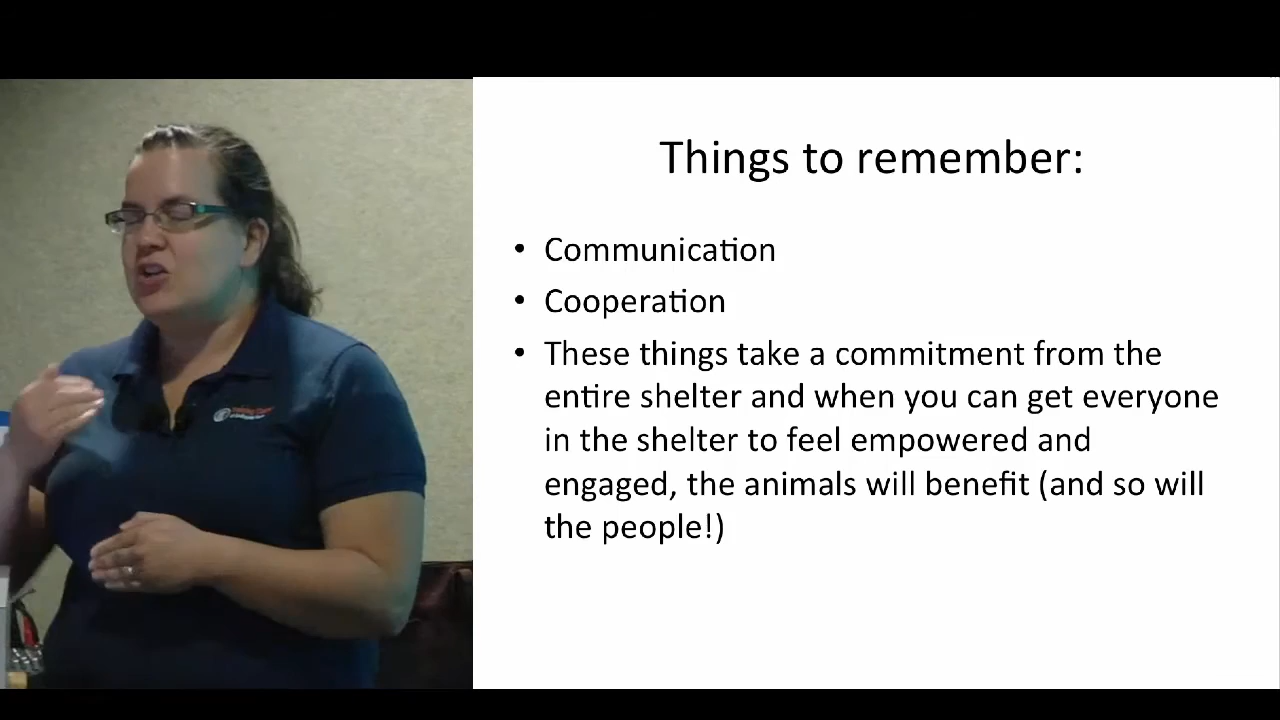 Things to remember:
• Communication
• Cooperation
• These things take a commitment from the
entire shelter and when you can get everyone
in the shelter to feel empowered and
engaged, the animals will benefit (and so will
the people!)